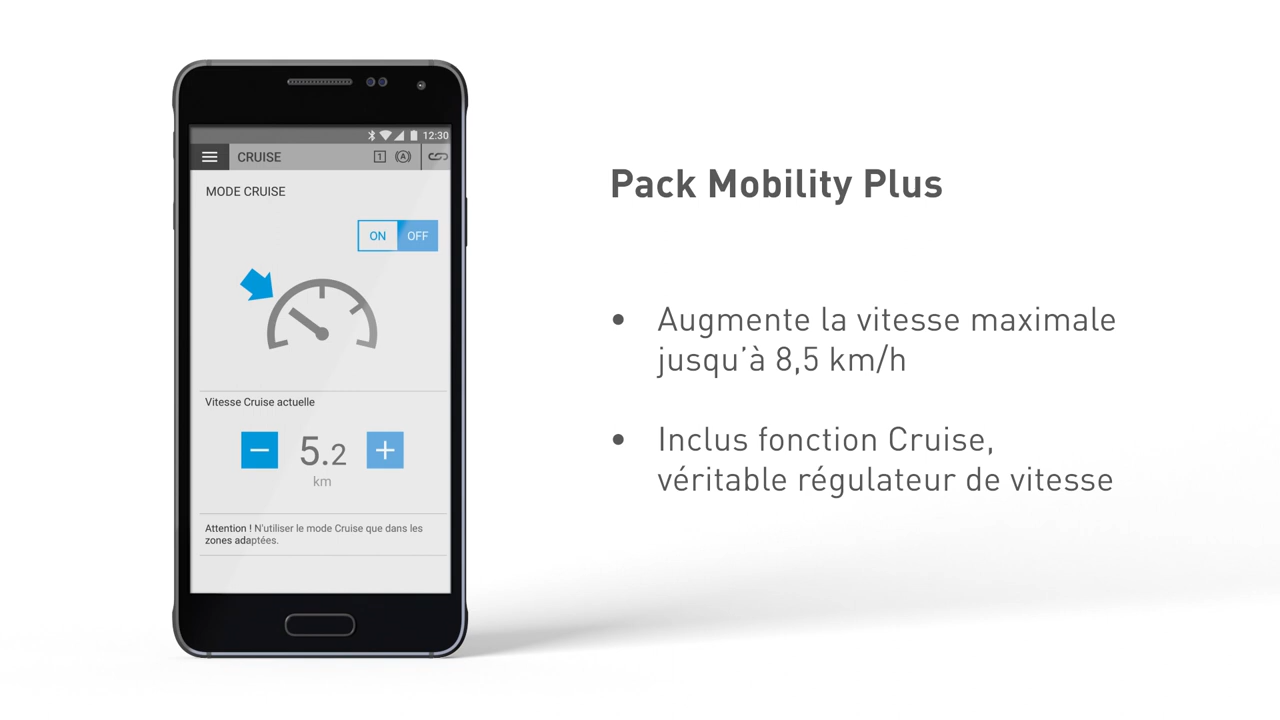 12:30
CRUISE
1 (A)
MODE CRUISE
ON OFF
Vitesse Cruise actuelle
− 5.2 +
km
Attention ! N'utiliser le mode Cruise que dans les
zones adaptées.
Pack Mobility Plus
• Augmente la vitesse maximale
jusqu’à 8,5 km/h
• Inclus fonction Cruise,
véritable régulateur de vitesse